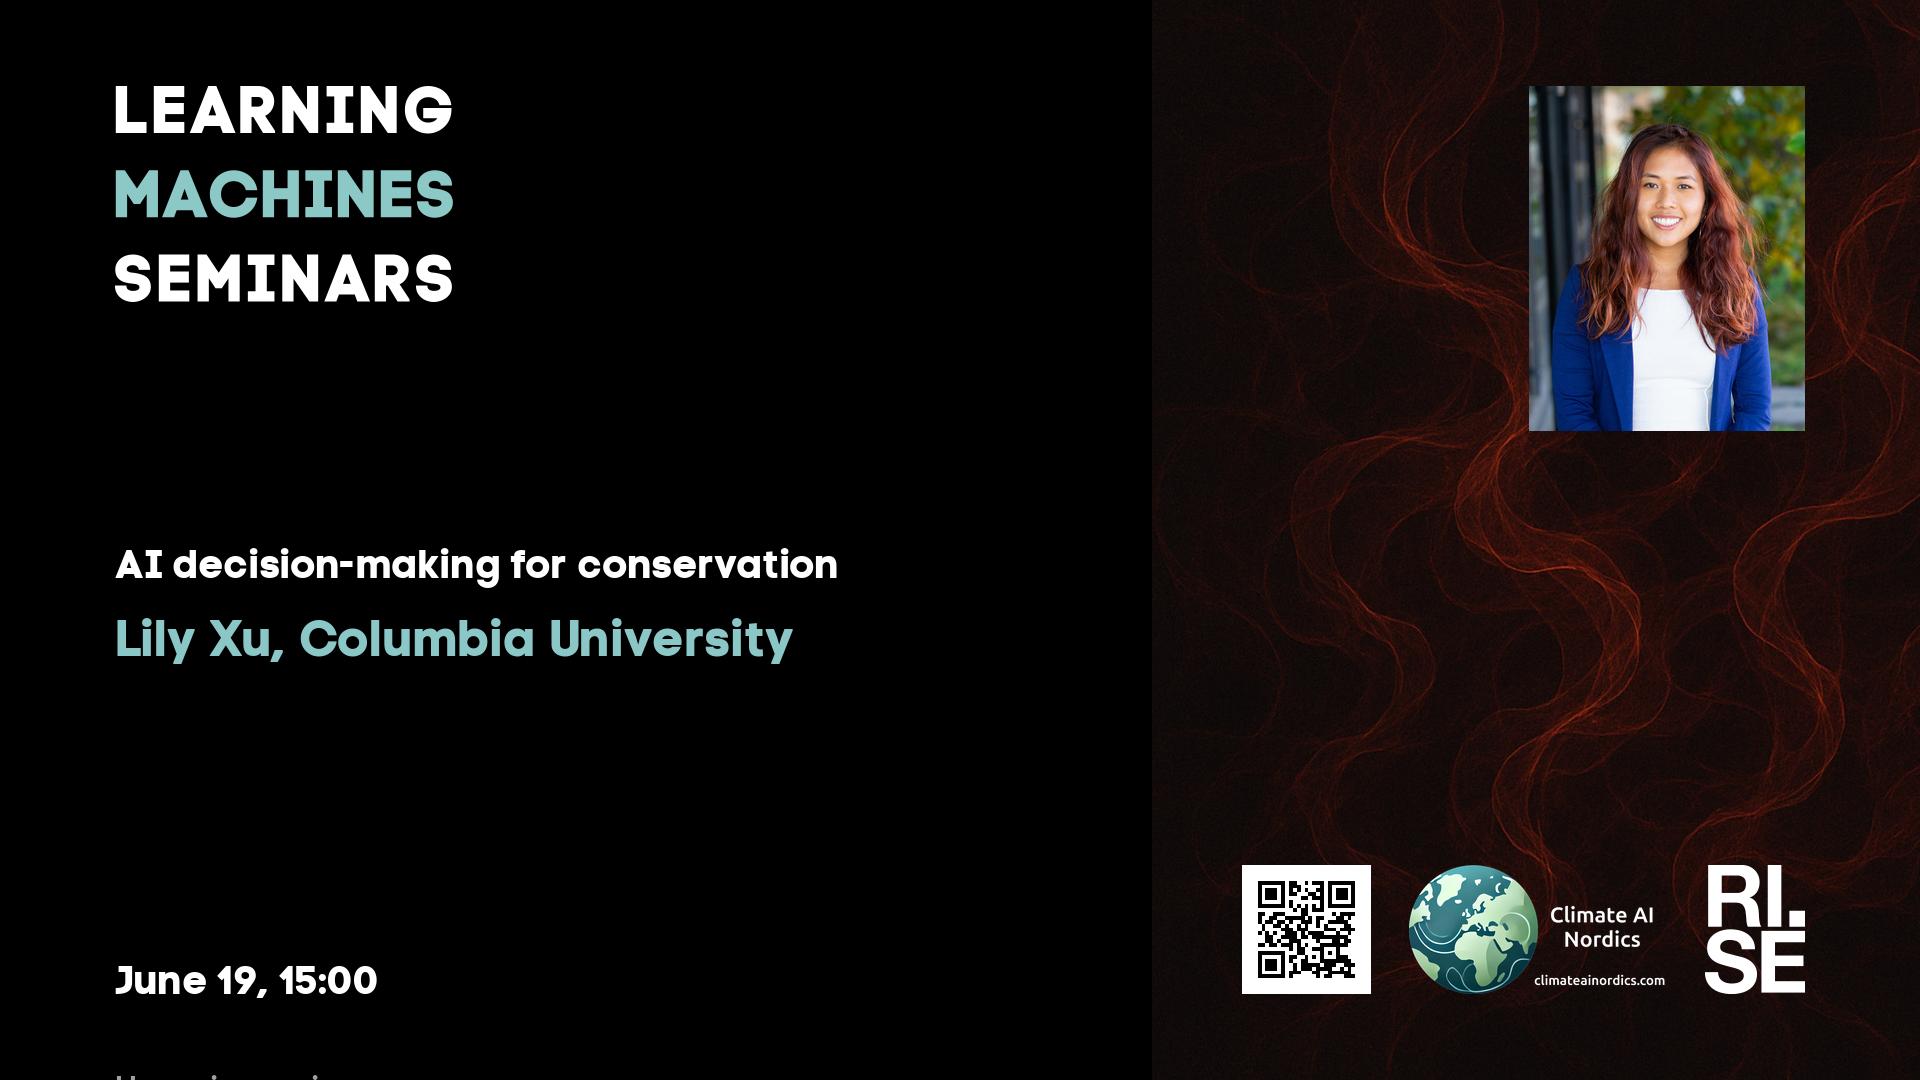 LEARNING
MACHINES
SEMINARS
AI decision-making for conservation
Lily Xu, Columbia University
June 19, 15:00
Climate AI
Nordics
climateainordics.com
RI.
SE